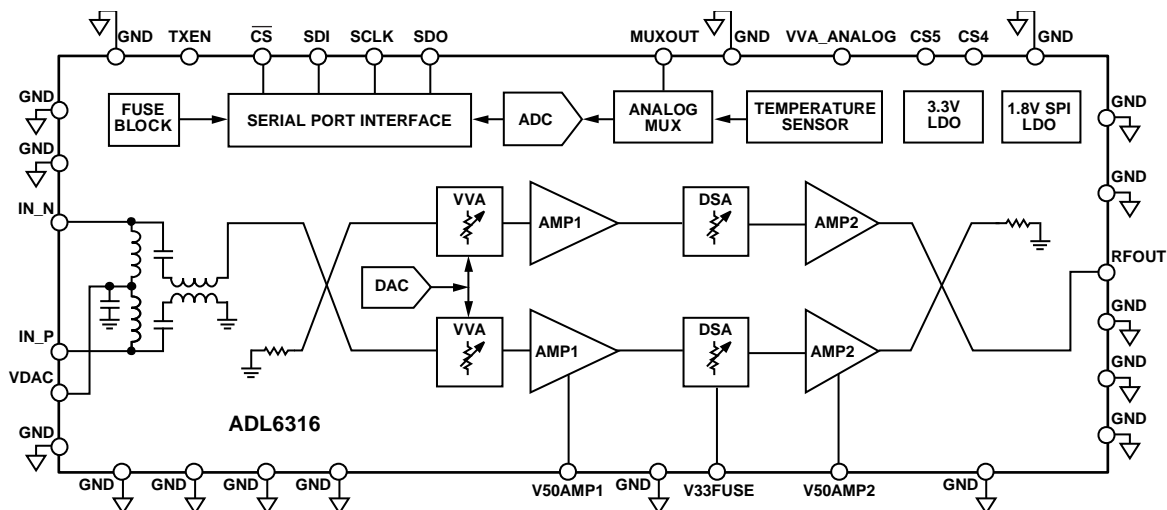 GND TXEN CS SDI SCLK SDO MUXOUT GND VVA_ANALOG CS5 CS4 GND
GND
GND
IN_N
IN_P
VDAC
GND
FUSE
BLOCK
SERIAL PORT INTERFACE
ADC
ANALOG
MUX
TEMPERATURE
SENSOR
3.3V
LDO
1.8V SPI
LDO
VVA
AMP1
DSA
AMP2
DAC
VVA
AMP1
DSA
AMP2
ADL6316
GND
GND
RFOUT
GND
GND
GND
GND GND GND GND V50AMP1 GND V33FUSE V50AMP2 GND